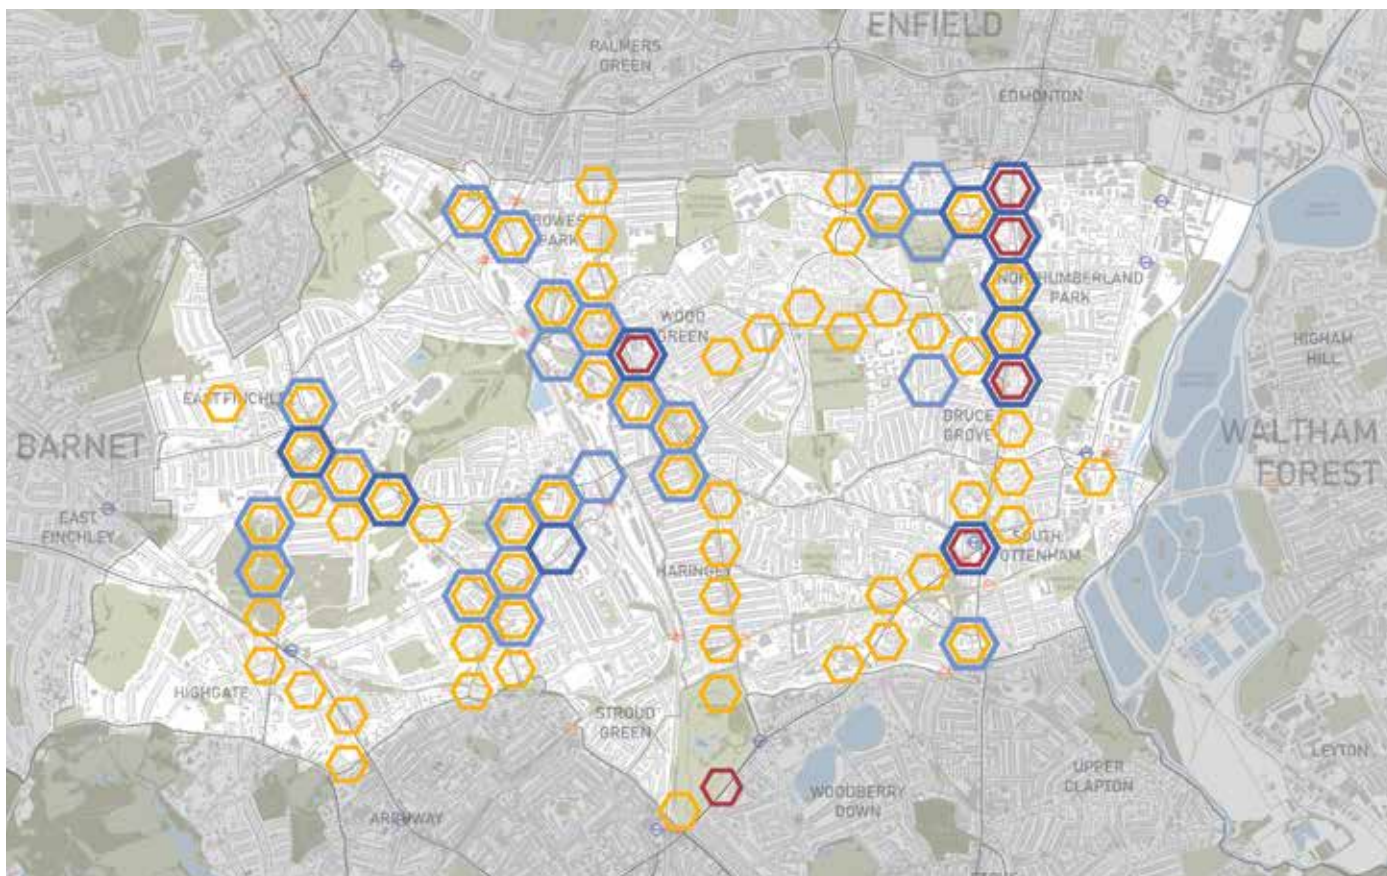 ENFIELD
PALMERS
GREEN
EDMONTON
BOWES
PARK
NORTHUMBERLAND
PARK
WOOD
GREEN
HIGHAM
HILL
EAST FINCHLEY
BRUCE
GROVE
BARNET
WALTHAM
FOREST
EAST
FINCHLEY
SOUTH
TOTTENHAM
HARINGEY
HIGHGATE
STROUD
GREEN
LEYTON
UPPER
CLAPTON
WOODBERRY
DOWN
ARCHWAY